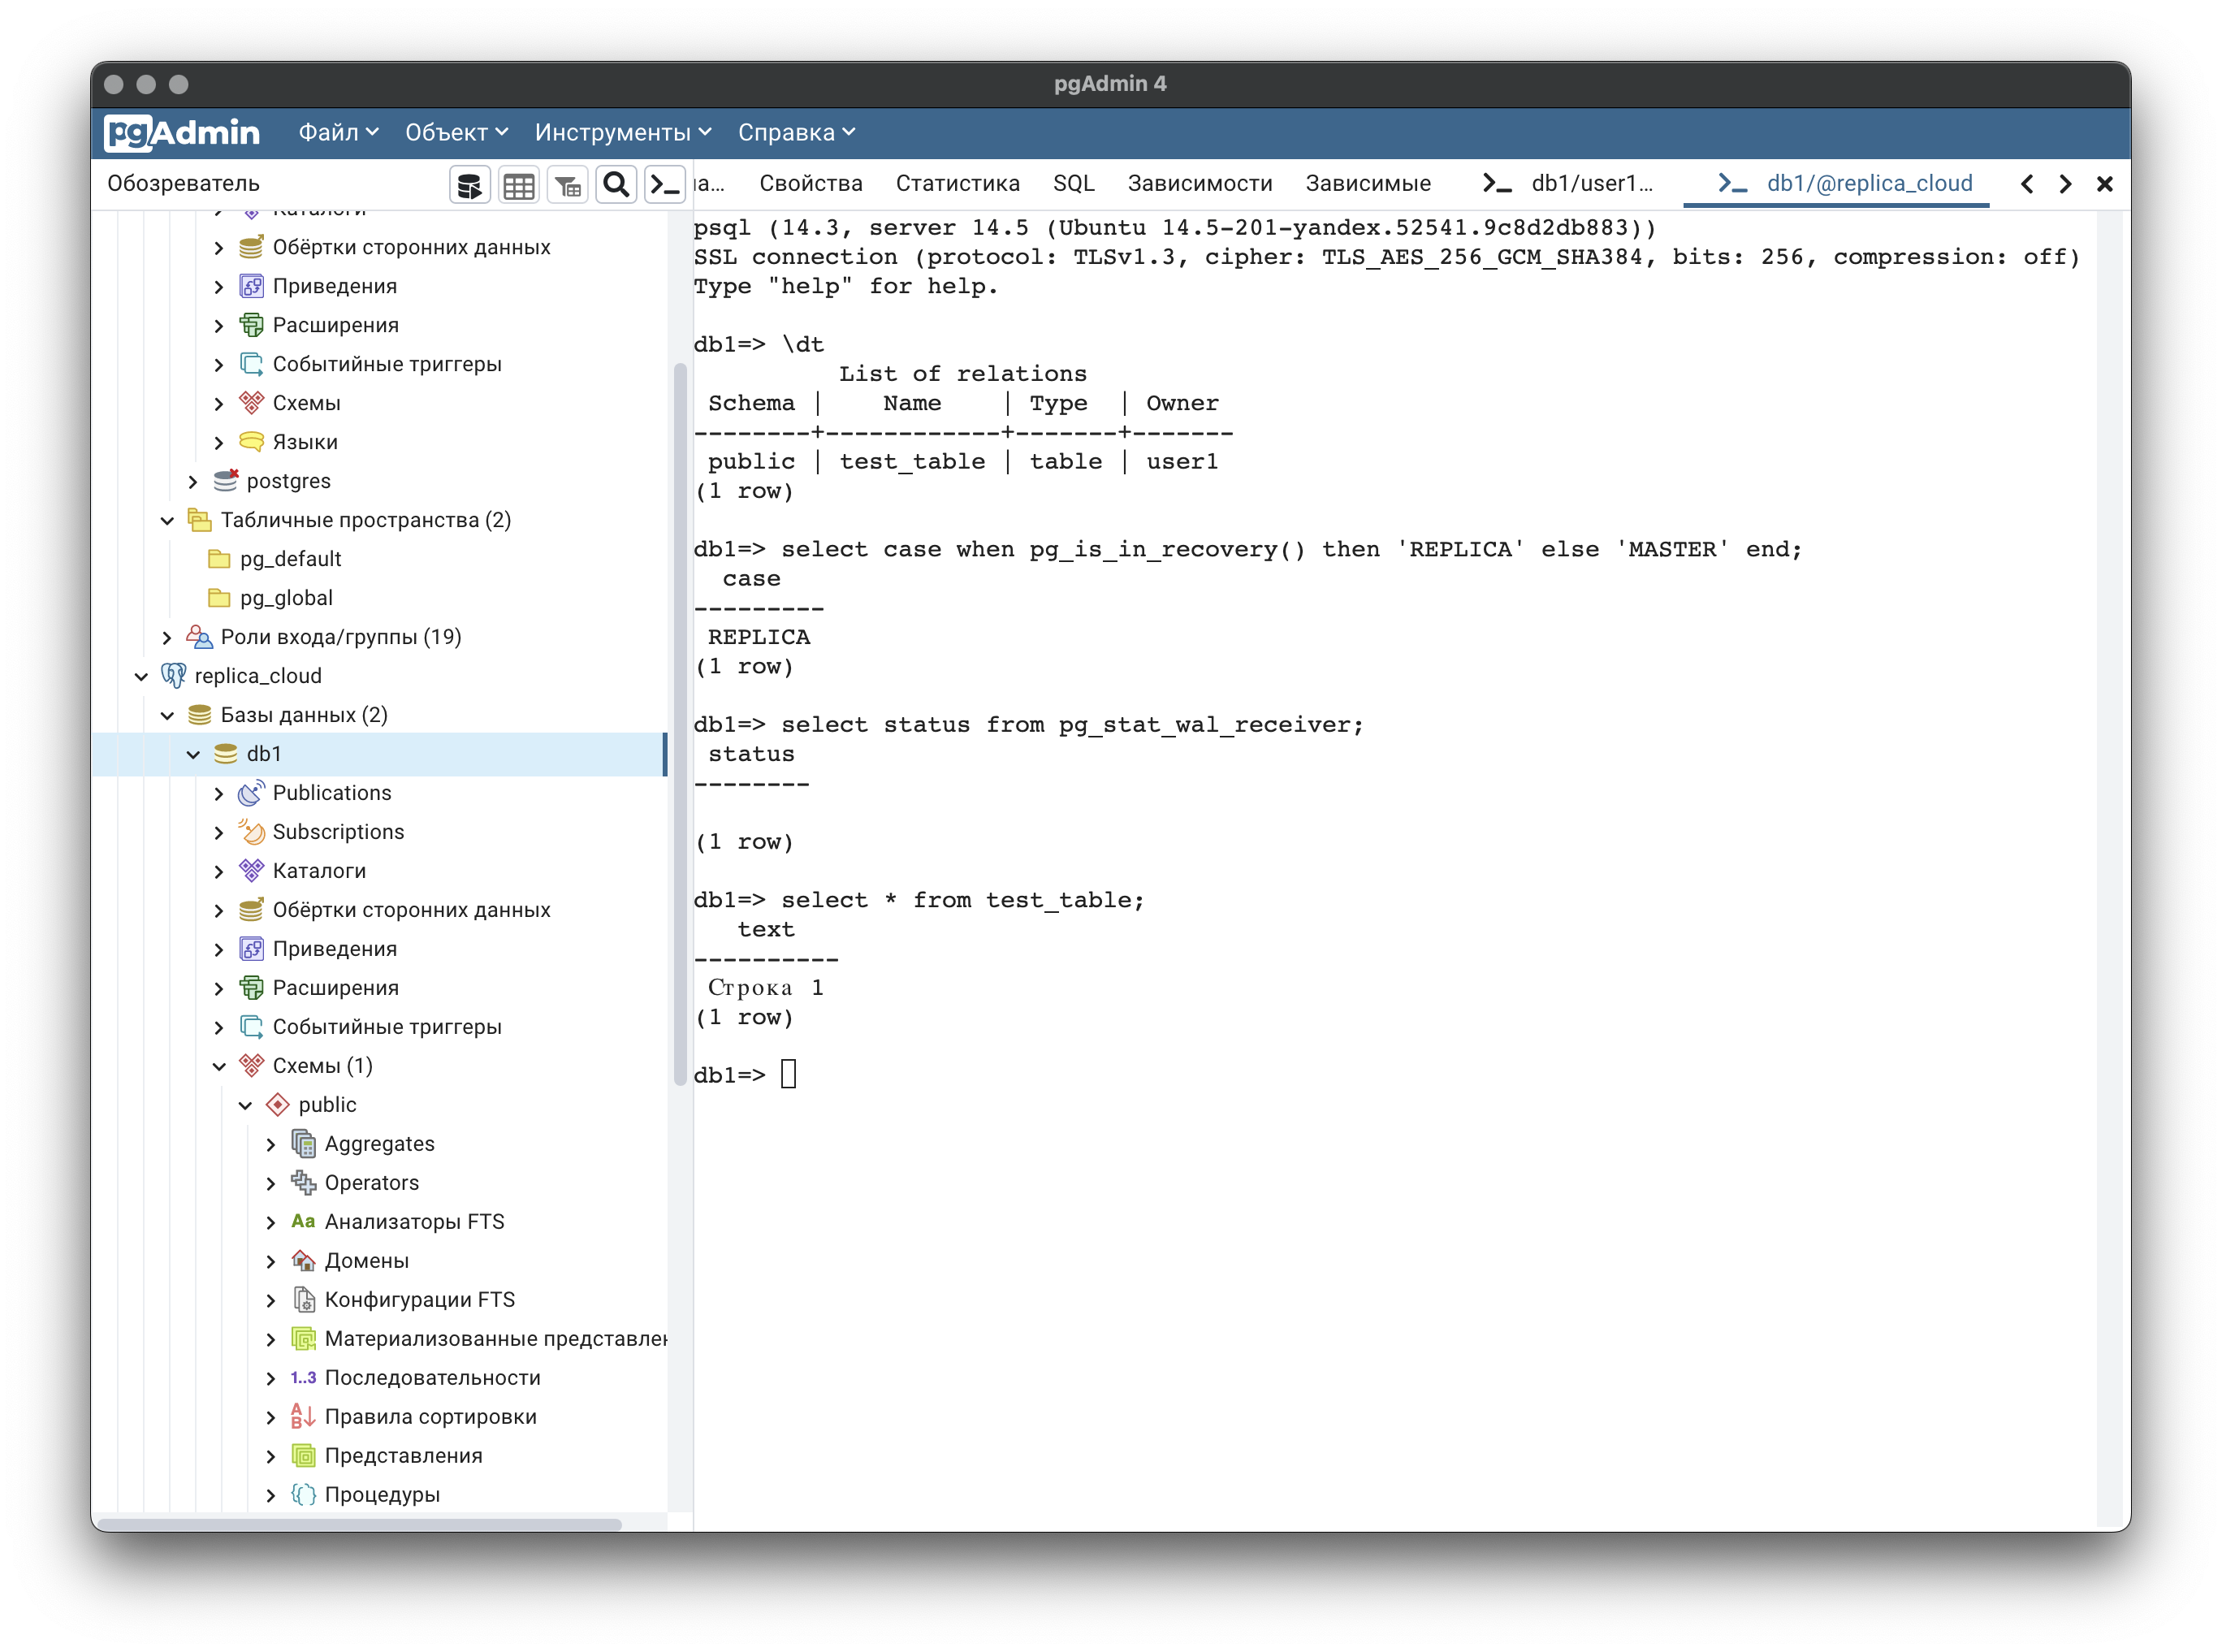 pgAdmin 4
pgAdmin Файл Объект Инструменты Справка
Обозреватель
Свойства Статистика SQL Зависимости Зависимые db1/user1... db1/@replica_cloud
Каталоги
Обёртки сторонних данных
Приведения
Расширения
Событийные триггеры
Схемы
Языки
postgres
Табличные пространства (2)
pg_default
pg_global
Роли входа/группы (19)
replica_cloud
Базы данных (2)
db1
Publications
Subscriptions
Каталоги
Обёртки сторонних данных
Приведения
Расширения
Событийные триггеры
Схемы (1)
public
Aggregates
Operators
Aa Анализаторы FTS
Домены
Конфигурации FTS
Материализованные представлен
1..3 Последовательности
Правила сортировки
Представления
{} Процедуры
psql (14.3, server 14.5 (Ubuntu 14.5-201-yandex.52541.9c8d2db883))
SSL connection (protocol: TLSv1.3, cipher: TLS_AES_256_GCM_SHA384, bits: 256, compression: off)
Type "help" for help.
db1=> \dt
List of relations
Schema | Name | Type | Owner
--------+------------+-------+-------
public | test_table | table | user1
(1 row)
db1=> select case when pg_is_in_recovery() then 'REPLICA' else 'MASTER' end;
case
---------
REPLICA
(1 row)
db1=> select status from pg_stat_wal_receiver;
status
--------
(1 row)
db1=> select * from test_table;
text
----------
Строка 1
(1 row)
db1=>